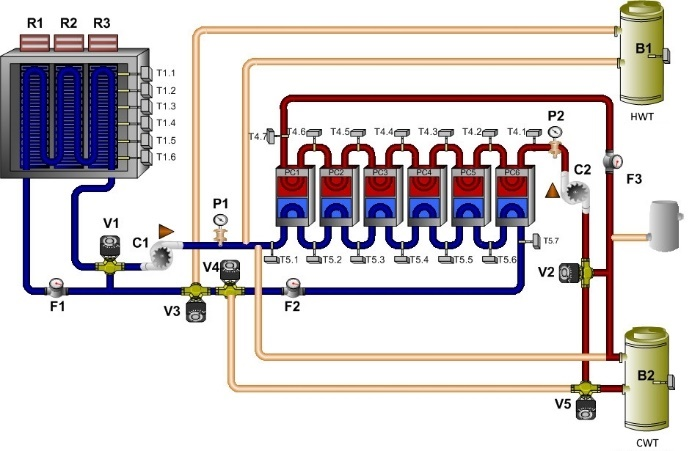 R1 R2 R3
B1
HWT
T1.1
T1.2
T1.3
T1.4
T1.5
T1.6
P2
T4.7 T4.6 T4.5 T4.4 T4.3 T4.2 T4.1
C2
F3
PC1 PC2 PC3 PC4 PC5 PC6
P1
V1
C1
T5.7
T5.1 T5.2 T5.3 T5.4 T5.5 T5.6
V4
V2
F1
V3
F2
B2
V5
CWT